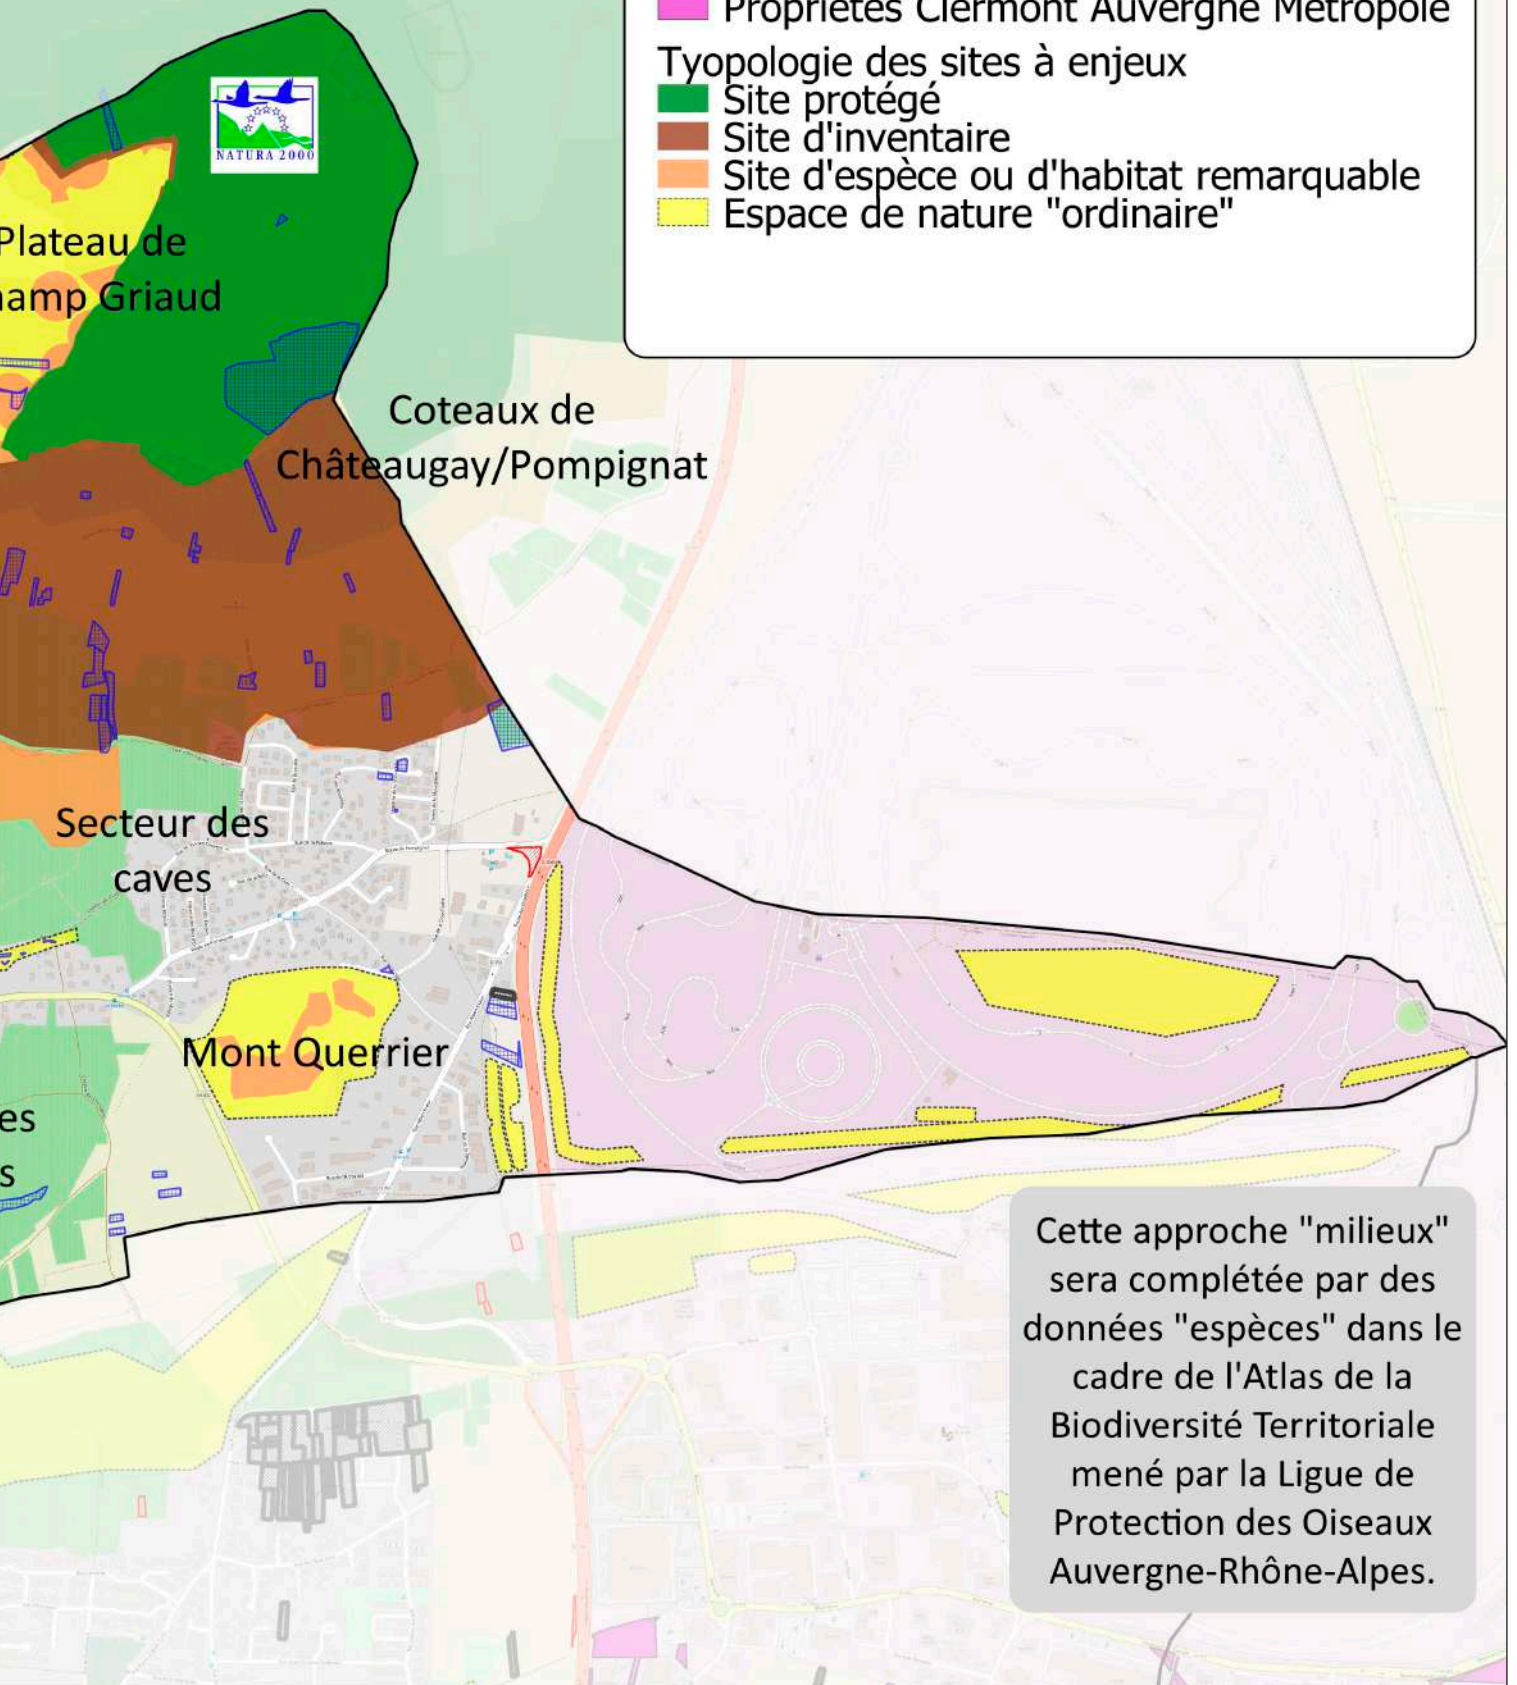 Propriétés Clermont Auvergne Métropole
Tyopologie des sites à enjeux
Site protégé
Site d'inventaire
Site d'espèce ou d'habitat remarquable
Espace de nature "ordinaire"
NATURA 2000
Plateau de
hamp Griaud
Coteaux de
Châteaugay/Pompignat
Secteur des
caves
Mont Querrier
es
s
Cette approche "milieux"
sera complétée par des
données "espèces" dans le
cadre de l'Atlas de la
Biodiversité Territoriale
mené par la Ligue de
Protection des Oiseaux
Auvergne-Rhône-Alpes.